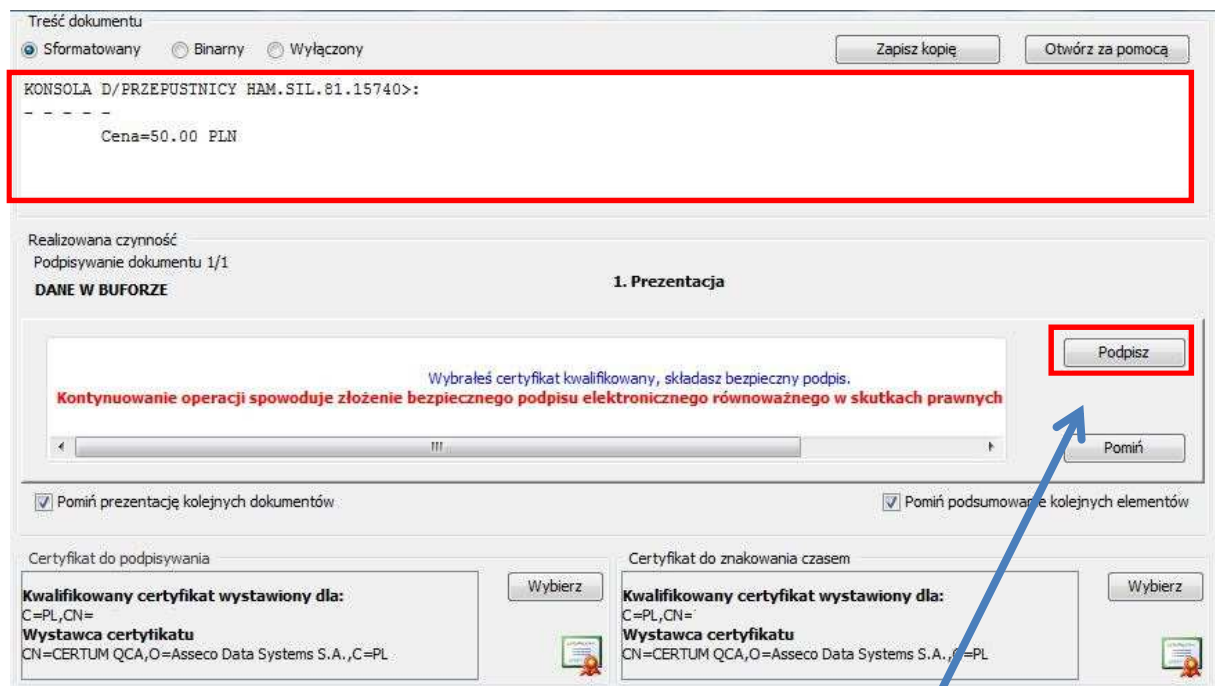 Treść dokumentu
Sformatowany Binarny Wyłączony Zapisz kopię Otwórz za pomocą
KONSOLA D/PRZEPUSTNICY HAM.SIL.81.15740>:
- - - - -
Cena=50.00 PLN
Realizowana czynność
Podpisywanie dokumentu 1/1
1. Prezentacja
DANE W BUFORZE
Podpisz
Wybrałeś certyfikat kwalifikowany, składasz bezpieczny podpis.
Kontynuowanie operacji spowoduje złożenie bezpiecznego podpisu elektronicznego równoważnego w skutkach prawnych
Pomiń
Pomiń prezentację kolejnych dokumentów Pomiń podsumowanie kolejnych elementów
Certyfikat do podpisywania
Wybierz
Kwalifikowany certyfikat wystawiony dla:
C=PL,CN=
Wystawca certyfikatu
CN=CERTUM QCA,O=Asseco Data Systems S.A.,C=PL
Certyfikat do znakowania czasem
Wybierz
Kwalifikowany certyfikat wystawiony dla:
C=PL,CN=
Wystawca certyfikatu
CN=CERTUM QCA,O=Asseco Data Systems S.A.,C=PL